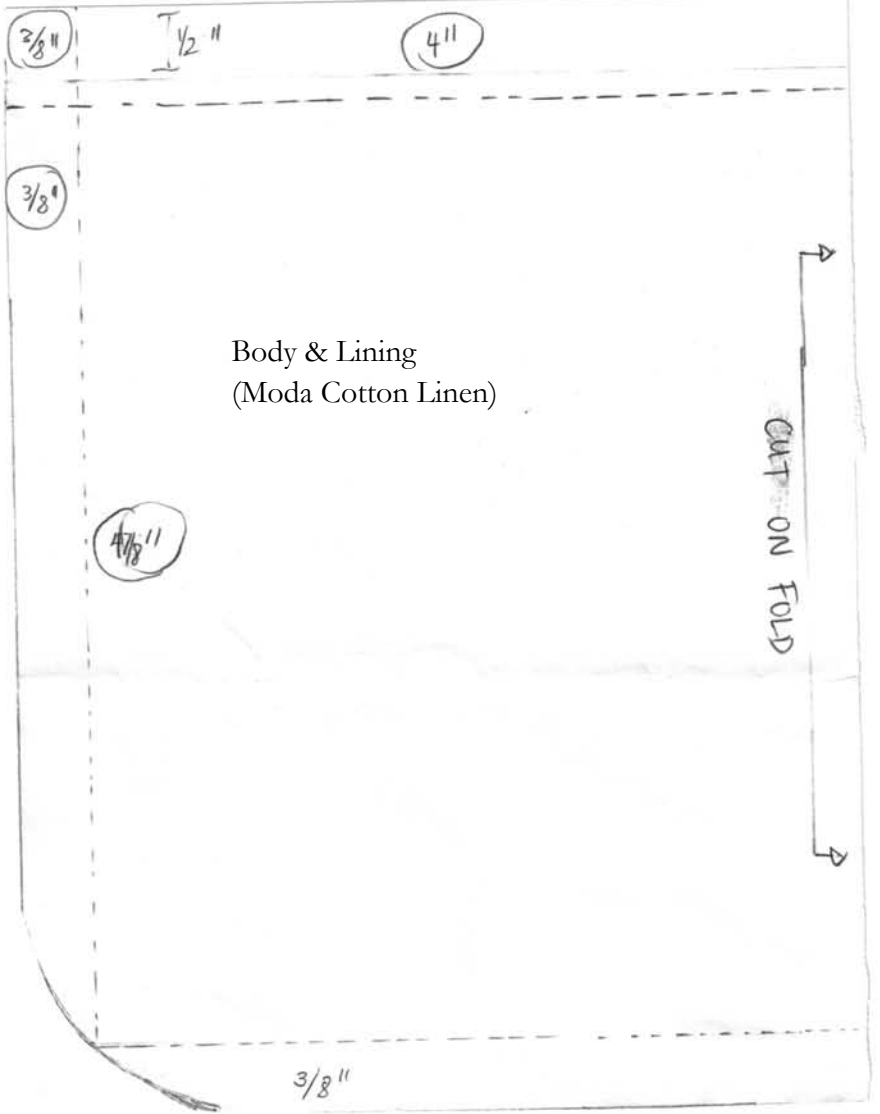 3/8"
1/2"
4"
3/8"
Body & Lining
(Moda Cotton Linen)
CUT ON FOLD
4 7/8"
3/8"